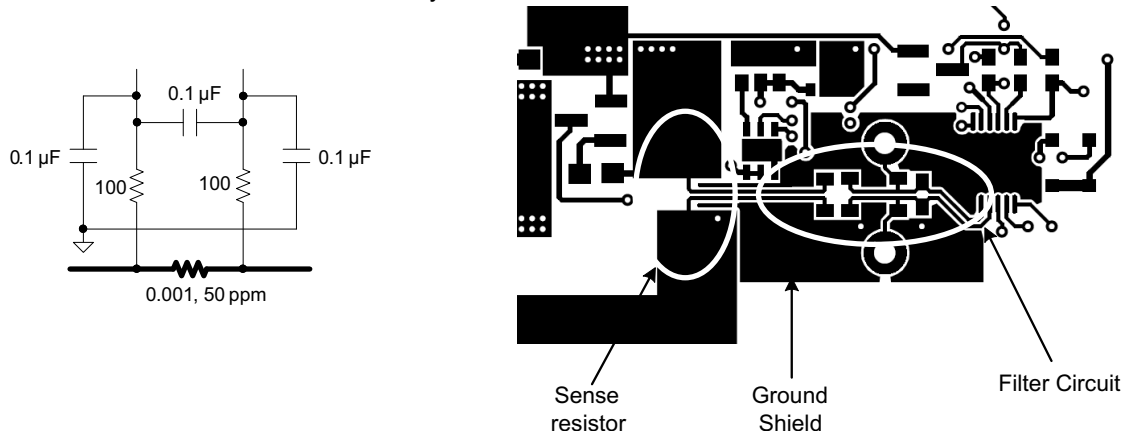 0.1 µF
0.1 µF
0.1 µF
100
100
0.001, 50 ppm
Sense
resistor
Ground
Shield
Filter Circuit